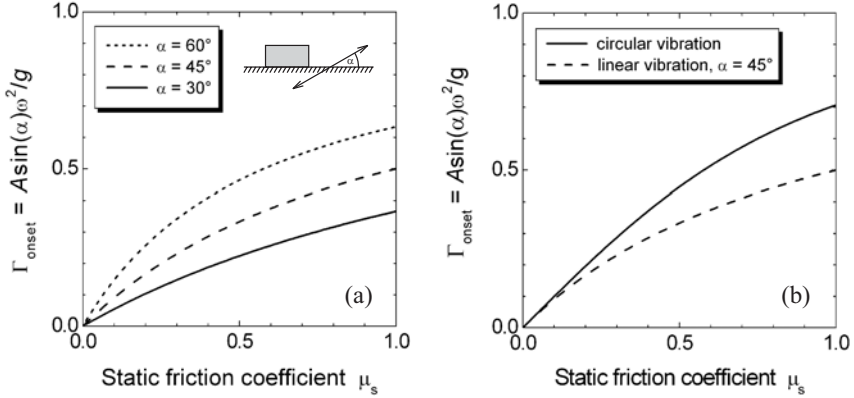 1.0
0.5
0.0
Γonset = Asin(α)ω²/g
α = 60°
α = 45°
α = 30°
α
(a)
0.0 0.5 1.0
Static friction coefficient μs
1.0
0.5
0.0
Γonset = Asin(α)ω²/g
circular vibration
linear vibration, α = 45°
(b)
0.0 0.5 1.0
Static friction coefficient μs